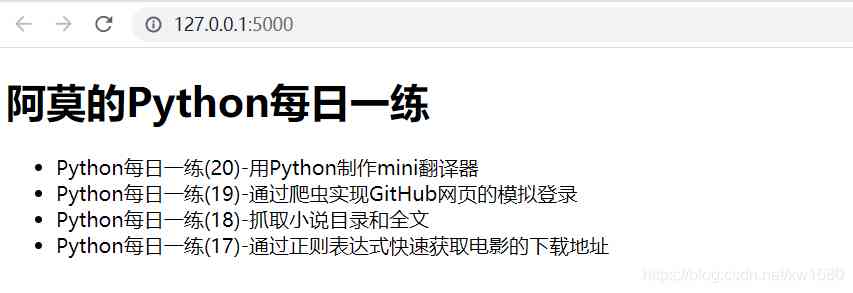 127.0.0.1:5000
阿莫的Python每日一练
Python每日一练(20)-用Python制作mini翻译器
Python每日一练(19)-通过爬虫实现GitHub网页的模拟登录
Python每日一练(18)-抓取小说目录和全文
Python每日一练(17)-通过正则表达式快速获取电影的下载地址
https://blog.csdn.net/xw1680